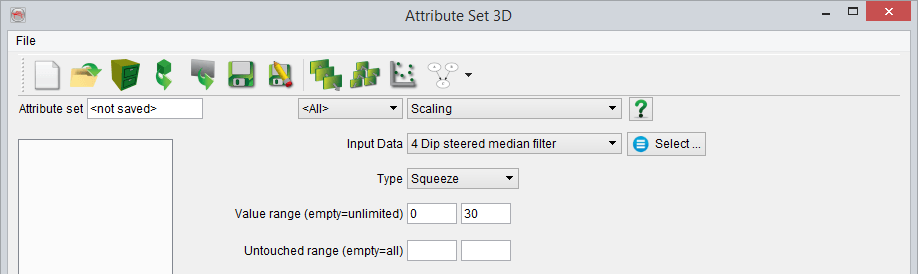 Attribute Set 3D
File
Attribute set <not saved> <All> Scaling
Input Data 4 Dip steered median filter Select ...
Type Squeeze
Value range (empty=unlimited) 0 30
Untouched range (empty=all)